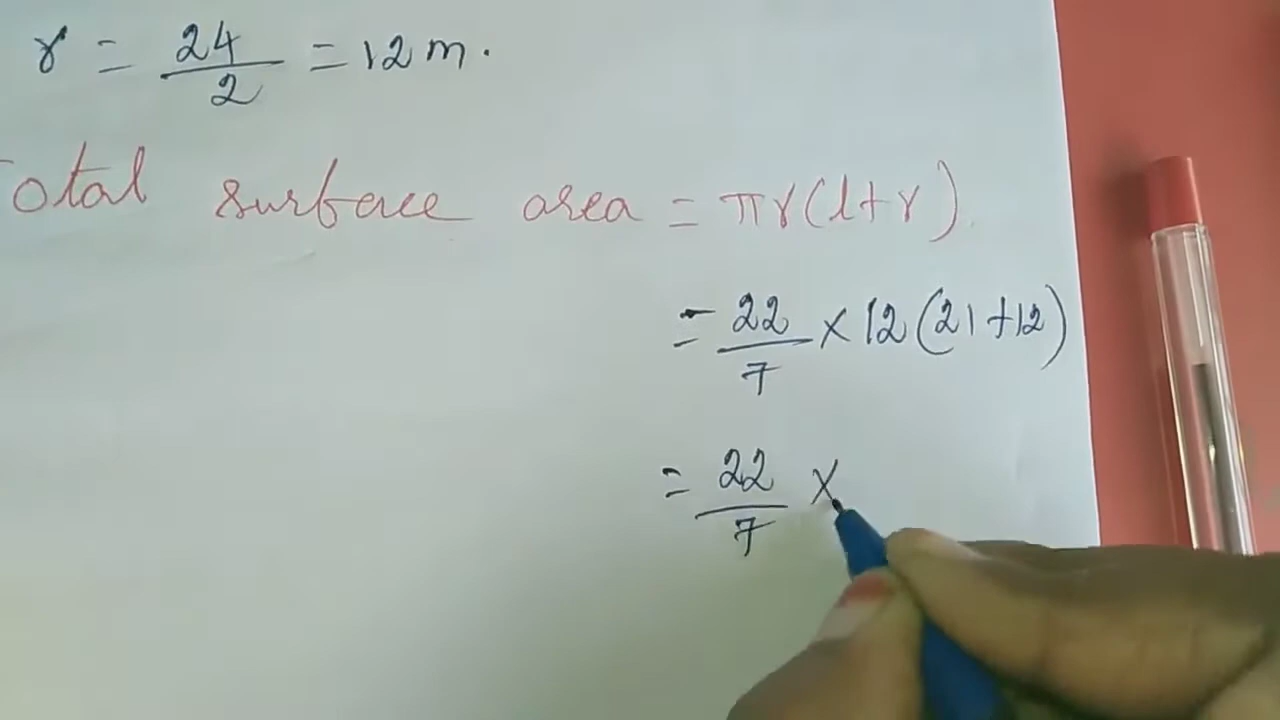 r = 24/2 = 12 m.
Total surface area = πr(l+r).
= 22/7 × 12(21+12)
= 22/7 ×